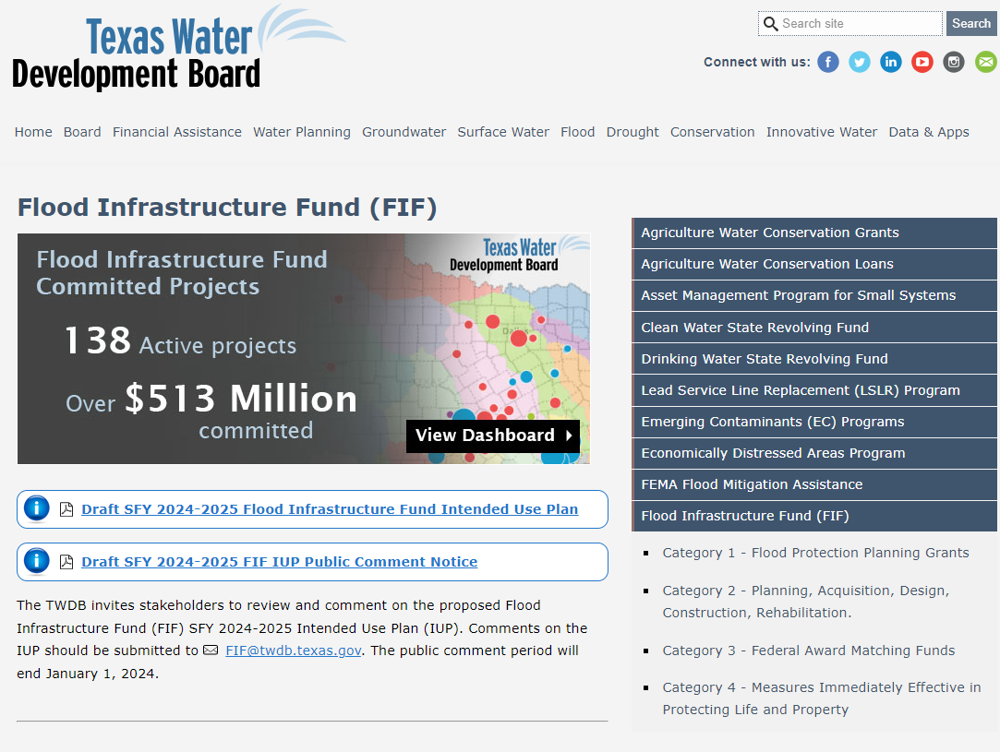 Texas Water
Development Board
Search site
Search
Connect with us:
Home Board Financial Assistance Water Planning Groundwater Surface Water Flood Drought Conservation Innovative Water Data & Apps
Flood Infrastructure Fund (FIF)
Flood Infrastructure Fund
Committed Projects
138 Active projects
Over $513 Million
committed
Texas Water
Development Board
Dallas
View Dashboard
Draft SFY 2024-2025 Flood Infrastructure Fund Intended Use Plan
Draft SFY 2024-2025 FIF IUP Public Comment Notice
The TWDB invites stakeholders to review and comment on the proposed Flood
Infrastructure Fund (FIF) SFY 2024-2025 Intended Use Plan (IUP). Comments on the
IUP should be submitted to FIF@twdb.texas.gov. The public comment period will
end January 1, 2024.
Agriculture Water Conservation Grants
Agriculture Water Conservation Loans
Asset Management Program for Small Systems
Clean Water State Revolving Fund
Drinking Water State Revolving Fund
Lead Service Line Replacement (LSLR) Program
Emerging Contaminants (EC) Programs
Economically Distressed Areas Program
FEMA Flood Mitigation Assistance
Flood Infrastructure Fund (FIF)
Category 1 - Flood Protection Planning Grants
Category 2 - Planning, Acquisition, Design,
Construction, Rehabilitation.
Category 3 - Federal Award Matching Funds
Category 4 - Measures Immediately Effective in
Protecting Life and Property